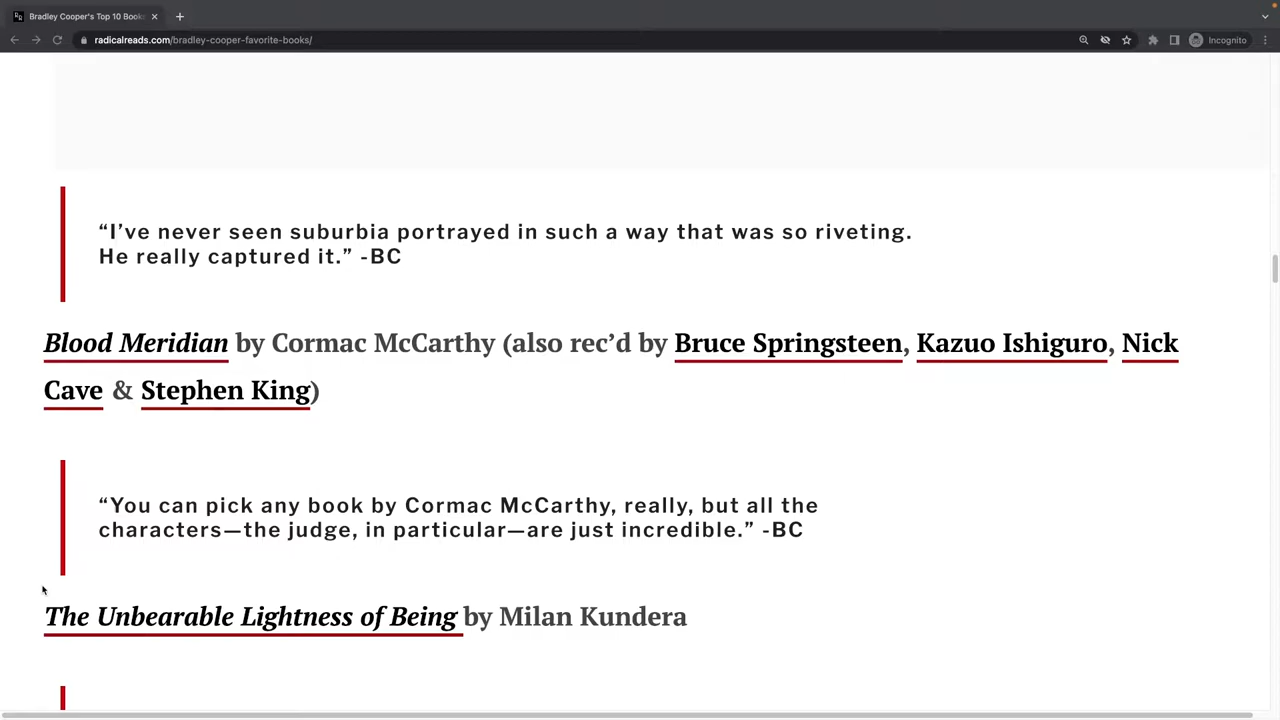 Bradley Cooper's Top 10 Book
radicalreads.com/bradley-cooper-favorite-books/
Incognito
“I’ve never seen suburbia portrayed in such a way that was so riveting.
He really captured it.” -BC
Blood Meridian by Cormac McCarthy (also rec’d by Bruce Springsteen, Kazuo Ishiguro, Nick
Cave & Stephen King)
“You can pick any book by Cormac McCarthy, really, but all the
characters—the judge, in particular—are just incredible.” -BC
The Unbearable Lightness of Being by Milan Kundera